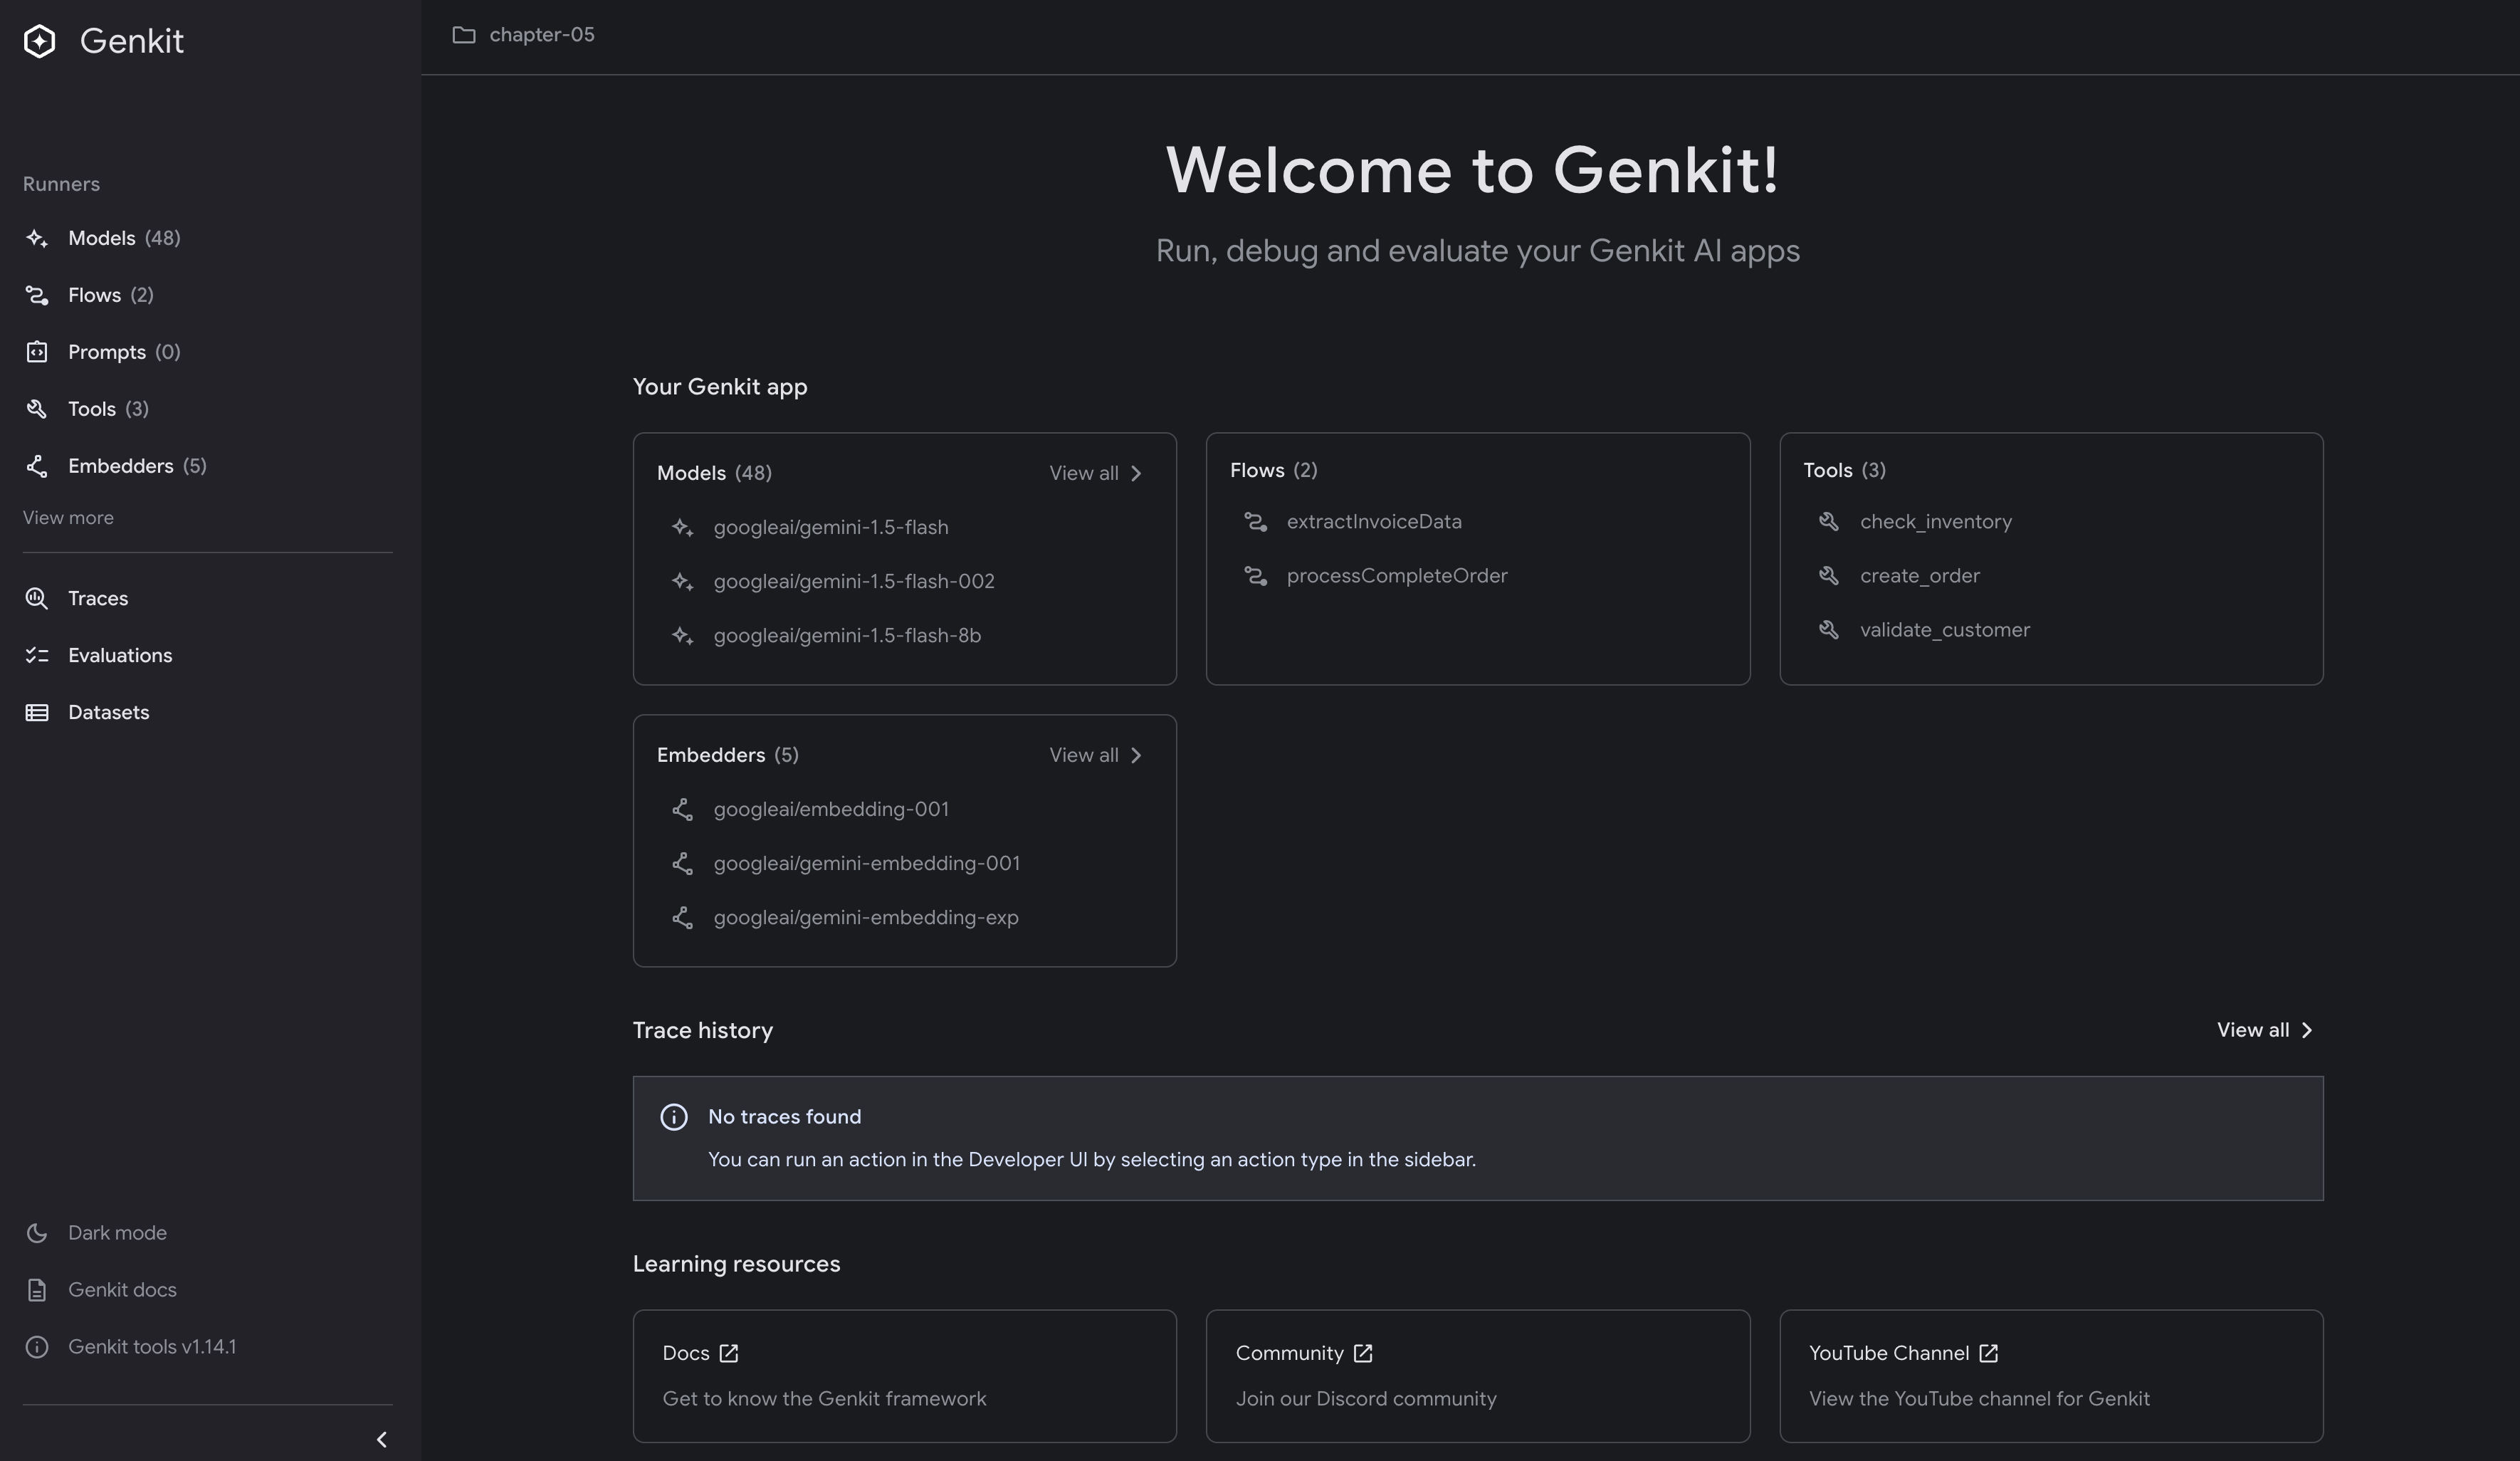 Genkit
Runners
Models (48)
Flows (2)
Prompts (0)
Tools (3)
Embedders (5)
View more
Traces
Evaluations
Datasets
Dark mode
Genkit docs
Genkit tools v1.14.1
chapter-05
Welcome to Genkit!
Run, debug and evaluate your Genkit AI apps
Your Genkit app
Models (48) View all
googleai/gemini-1.5-flash
googleai/gemini-1.5-flash-002
googleai/gemini-1.5-flash-8b
Flows (2)
extractInvoiceData
processCompleteOrder
Tools (3)
check_inventory
create_order
validate_customer
Embedders (5) View all
googleai/embedding-001
googleai/gemini-embedding-001
googleai/gemini-embedding-exp
Trace history View all
No traces found
You can run an action in the Developer UI by selecting an action type in the sidebar.
Learning resources
Docs
Get to know the Genkit framework
Community
Join our Discord community
YouTube Channel
View the YouTube channel for Genkit